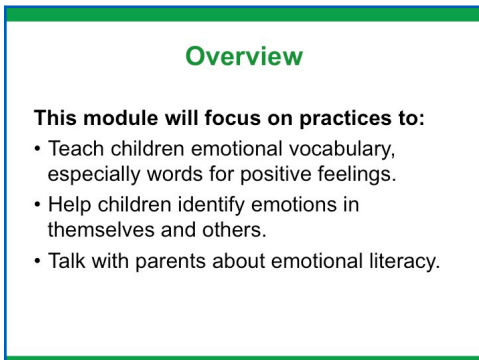 Overview
This module will focus on practices to:
• Teach children emotional vocabulary,
especially words for positive feelings.
• Help children identify emotions in
themselves and others.
• Talk with parents about emotional literacy.